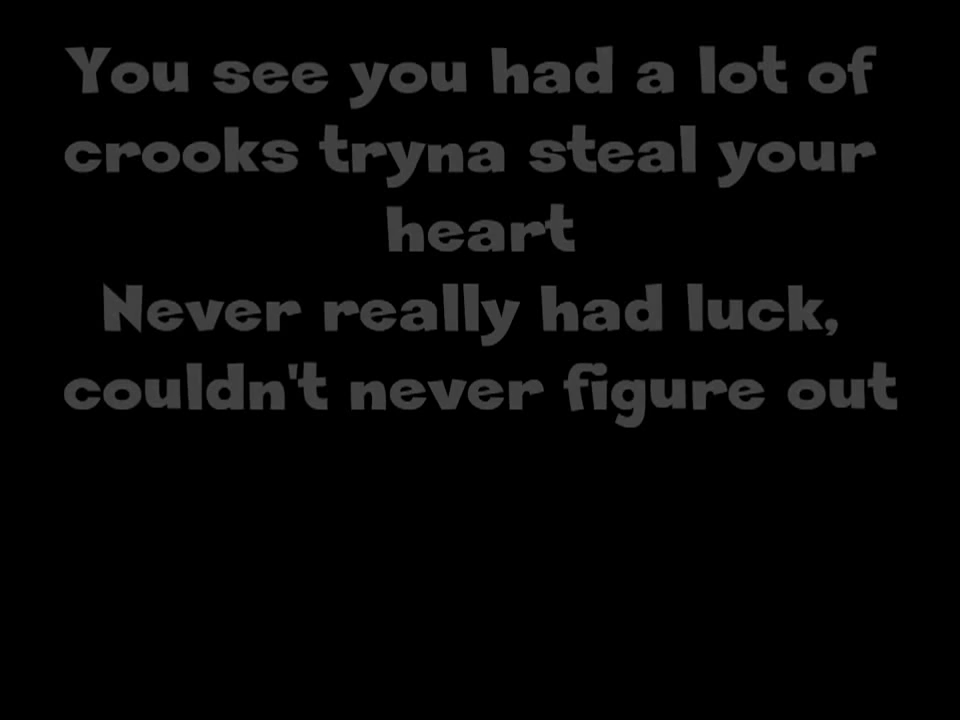 You see you had a lot of
crooks tryna steal your
heart
Never really had luck,
couldn't never figure out